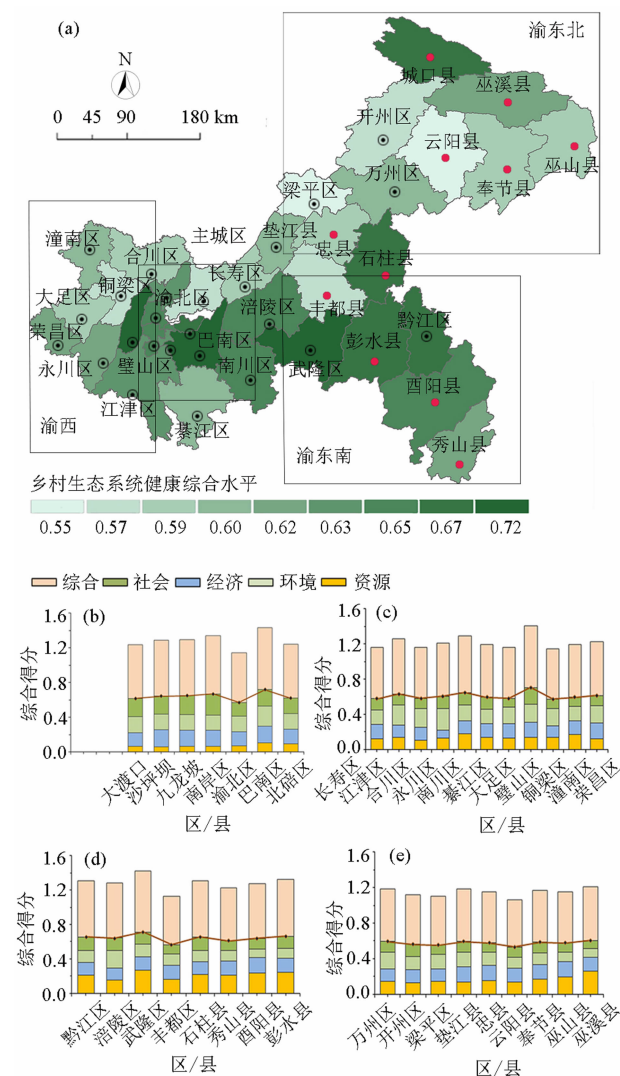 (a)
渝东北
N
0 45 90 180 km
城口县
巫溪县
开州区
云阳县
巫山县
万州区
奉节县
梁平区
垫江县
忠县
潼南区
主城区
合川区
石柱县
铜梁区
渝北区
长寿区
大足区
涪陵区
丰都县
黔江区
荣昌区
巴南区
彭水县
永川区
璧山区
南川区
武隆区
酉阳县
江津区
綦江区
渝西
渝东南
秀山县
乡村生态系统健康综合水平
0.55 0.57 0.59 0.60 0.62 0.63 0.65 0.67 0.72
综合 社会 经济 环境 资源
(b)
综合得分
1.6
1.2
0.8
0.4
0.0
大渡口 沙坪坝 九龙坡 南岸区 渝北区 巴南区 北碚区
区/县
(c)
综合得分
1.6
1.2
0.8
0.4
0.0
长寿区 江津区 合川区 永川区 南川区 綦江区 大足区 璧山区 铜梁区 潼南区 荣昌区
区/县
(d)
综合得分
1.6
1.2
0.8
0.4
0.0
黔江区 涪陵区 武隆区 丰都县 石柱县 秀山县 酉阳县 彭水县
区/县
(e)
综合得分
1.6
1.2
0.8
0.4
0.0
万州区 开州区 梁平区 垫江县 忠县 云阳县 奉节县 巫山县 巫溪县
区/县